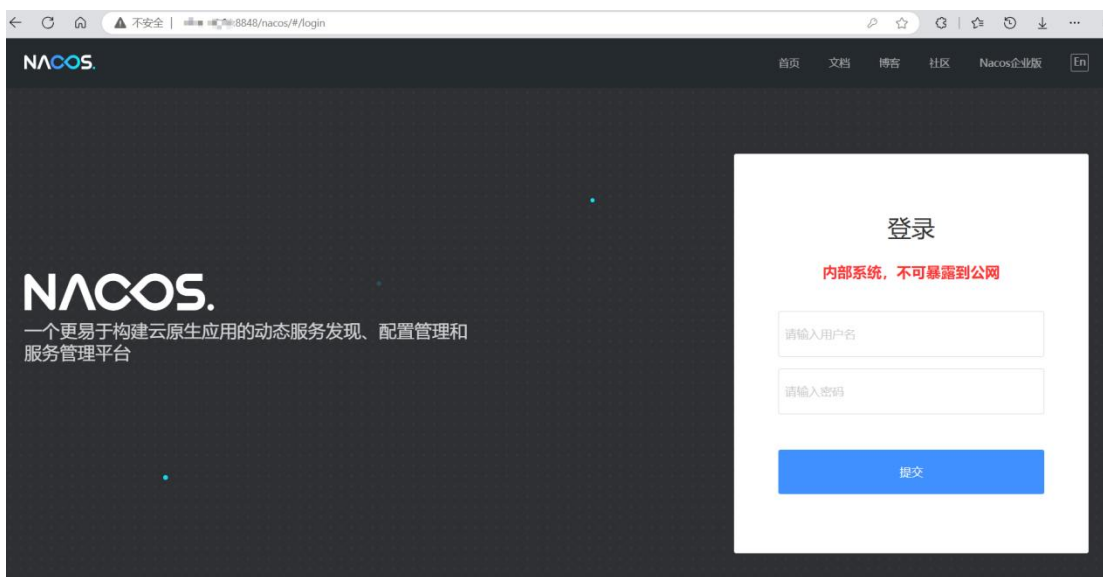 不安全 | :8848/nacos/#/login
NACOS.
首页 文档 博客 社区 Nacos企业版 En
登录
内部系统，不可暴露到公网
NACOS.
一个更易于构建云原生应用的动态服务发现、配置管理和
服务管理平台
请输入用户名
请输入密码
提交